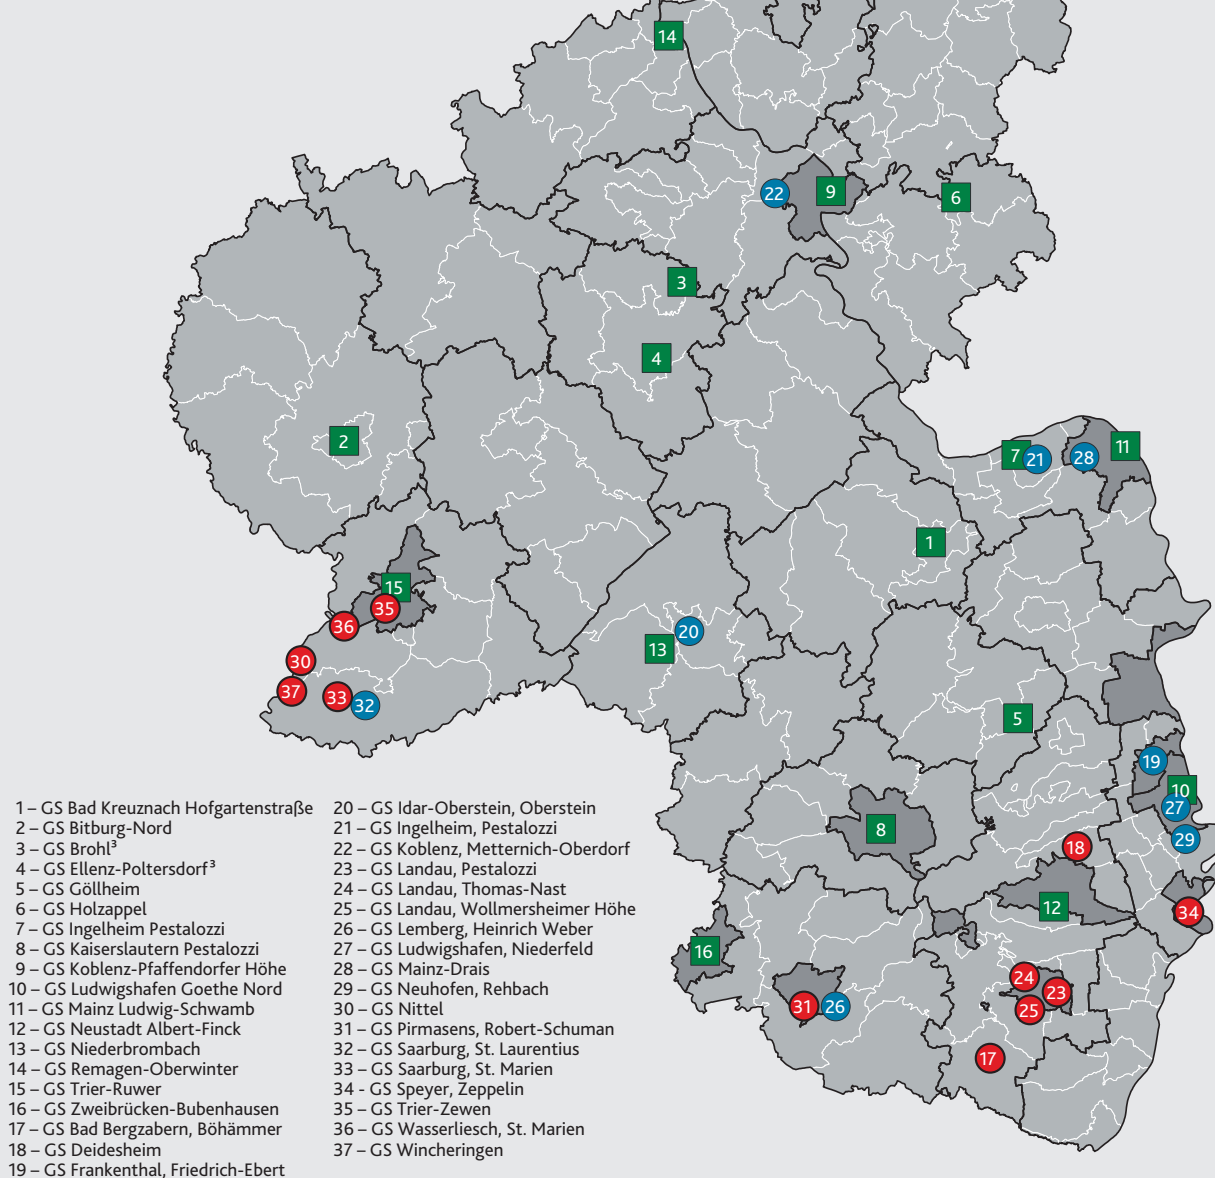 14
22
9
6
3
4
2
7
21
28
11
1
15
35
36
13
20
30
37
33
32
5
19
10
27
29
8
18
12
34
16
24
23
31
26
25
17
1 – GS Bad Kreuznach Hofgartenstraße
2 – GS Bitburg-Nord
3 – GS Brohl³
4 – GS Ellenz-Poltersdorf³
5 – GS Göllheim
6 – GS Holzappel
7 – GS Ingelheim Pestalozzi
8 – GS Kaiserslautern Pestalozzi
9 – GS Koblenz-Pfaffendorfer Höhe
10 – GS Ludwigshafen Goethe Nord
11 – GS Mainz Ludwig-Schwamb
12 – GS Neustadt Albert-Finck
13 – GS Niederbrombach
14 – GS Remagen-Oberwinter
15 – GS Trier-Ruwer
16 – GS Zweibrücken-Bubenhausen
17 – GS Bad Bergzabern, Böhämmer
18 – GS Deidesheim
19 – GS Frankenthal, Friedrich-Ebert
20 – GS Idar-Oberstein, Oberstein
21 – GS Ingelheim, Pestalozzi
22 – GS Koblenz, Metternich-Oberdorf
23 – GS Landau, Pestalozzi
24 – GS Landau, Thomas-Nast
25 – GS Landau, Wollmersheimer Höhe
26 – GS Lemberg, Heinrich Weber
27 – GS Ludwigshafen, Niederfeld
28 – GS Mainz-Drais
29 – GS Neuhofen, Rehbach
30 – GS Nittel
31 – GS Pirmasens, Robert-Schuman
32 – GS Saarburg, St. Laurentius
33 – GS Saarburg, St. Marien
34 - GS Speyer, Zeppelin
35 – GS Trier-Zewen
36 – GS Wasserliesch, St. Marien
37 – GS Wincheringen